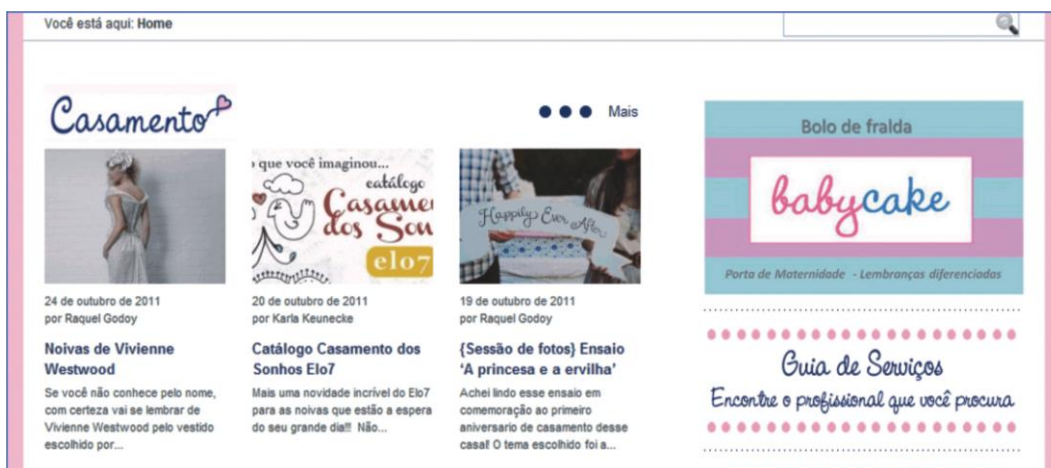 Você está aqui: Home
Casamento
Mais
que você imaginou...
catálogo
Casame
dos Son
elo7
Happily Ever After
24 de outubro de 2011
por Raquel Godoy
Noivas de Vivienne
Westwood
Se você não conhece pelo nome,
com certeza vai se lembrar de
Vivienne Westwood pelo vestido
escolhido por...
20 de outubro de 2011
por Karla Keunecke
Catálogo Casamento dos
Sonhos Elo7
Mais uma novidade incrível do Elo7
para as noivas que estão a espera
do seu grande dia!!! Não...
19 de outubro de 2011
por Raquel Godoy
{Sessão de fotos} Ensaio
‘A princesa e a ervilha’
Achei lindo esse ensaio em
comemoração ao primeiro
aniversario de casamento desse
casal! O tema escolhido foi a...
Bolo de fralda
babycake
Porta de Maternidade - Lembranças diferenciadas
Guia de Serviços
Encontre o profissional que você procura